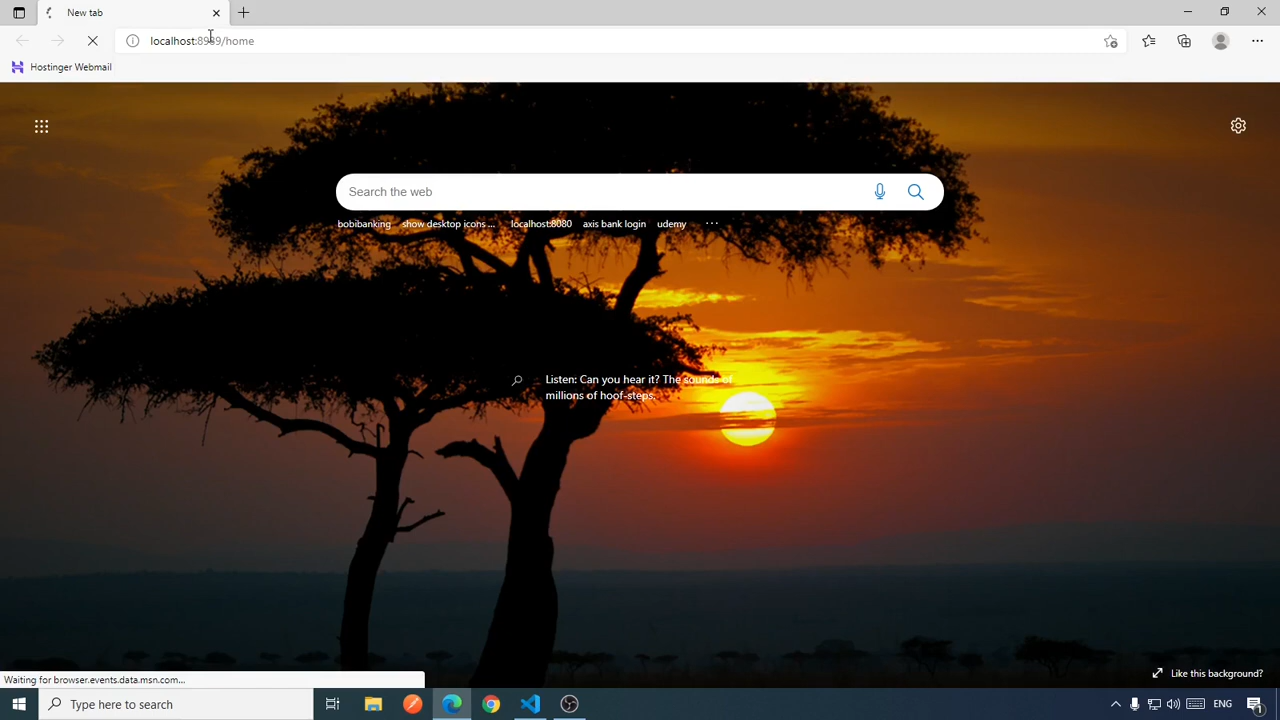 New tab
localhost:8989/home
Hostinger Webmail
Search the web
bobibanking show desktop icons ... localhost:8080 axis bank login udemy ...
Listen: Can you hear it? The sounds of
millions of hoof-steps.
Like this background?
Waiting for browser.events.data.msn.com...
Type here to search
ENG
1